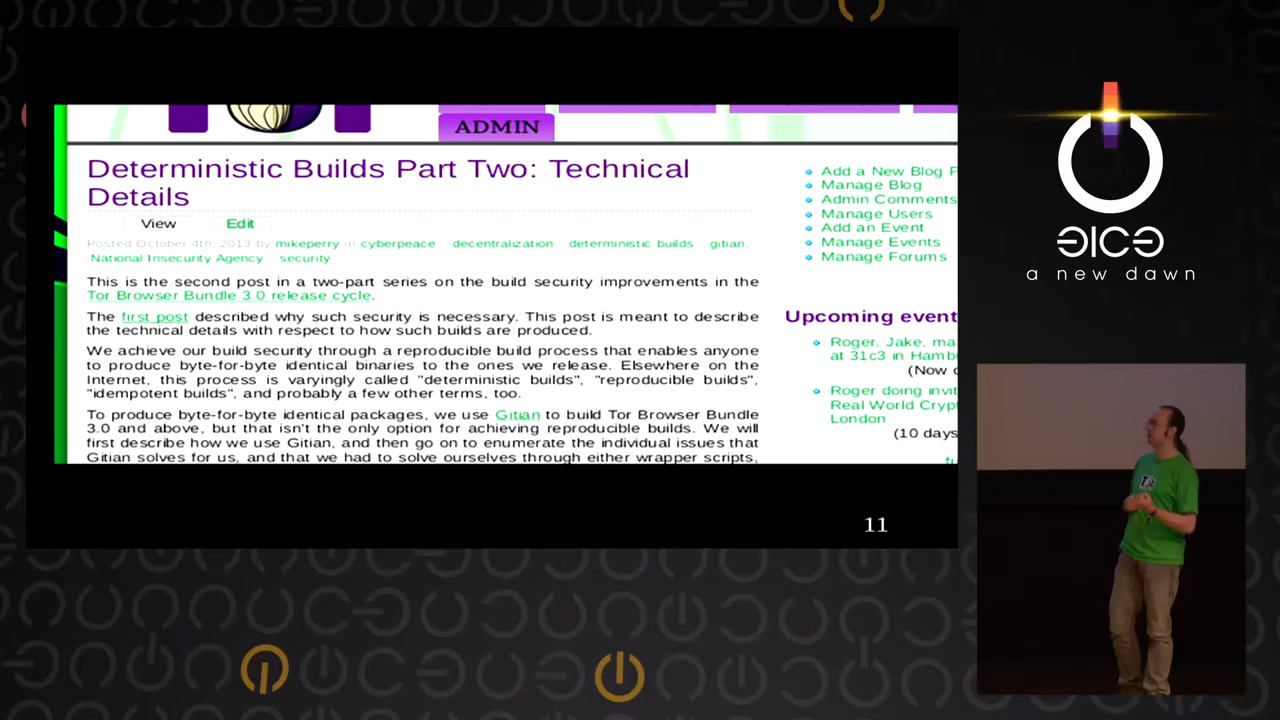 ADMIN
Deterministic Builds Part Two: Technical
Details
View Edit
Posted October 4th, 2013 by mikeperry in cyberpeace decentralization deterministic builds gitian
National Insecurity Agency security
This is the second post in a two-part series on the build security improvements in the
Tor Browser Bundle 3.0 release cycle.
The first post described why such security is necessary. This post is meant to describe
the technical details with respect to how such builds are produced.
We achieve our build security through a reproducible build process that enables anyone
to produce byte-for-byte identical binaries to the ones we release. Elsewhere on the
Internet, this process is varyingly called "deterministic builds", "reproducible builds",
"idempotent builds", and probably a few other terms, too.
To produce byte-for-byte identical packages, we use Gitian to build Tor Browser Bundle
3.0 and above, but that isn't the only option for achieving reproducible builds. We will
first describe how we use Gitian, and then go on to enumerate the individual issues that
Gitian solves for us, and that we had to solve ourselves through either wrapper scripts,
Add a New Blog P
Manage Blog
Admin Comments
Manage Users
Add an Event
Manage Events
Manage Forums
Upcoming event
Roger, Jake, ma
at 31c3 in Hamb
(Now o
Roger doing invi
Real World Cryp
London
(10 days
fu
11
a new dawn